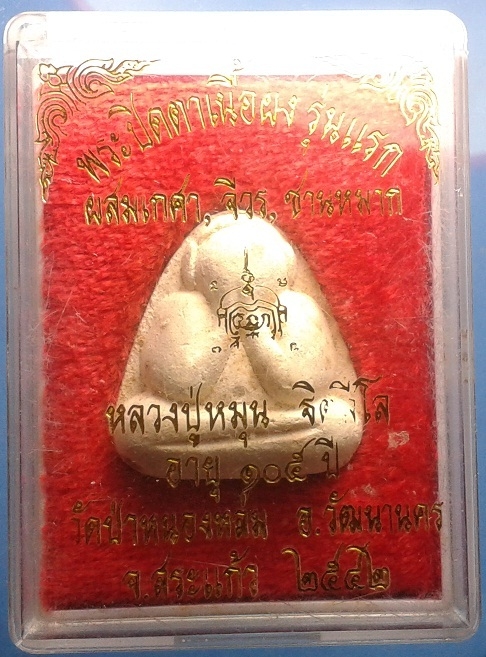 พระปิดตาเนื้อผง รุ่นแรก
ผสมเกศา, จีวร, ชานหมาก
หลวงปู่หมุน ฐิตสีโล
อายุ ๑๐๕ ปี
วัดป่าหนองหล่ม อ.วัฒนานคร
จ.สระแก้ว ๒๕๔๒